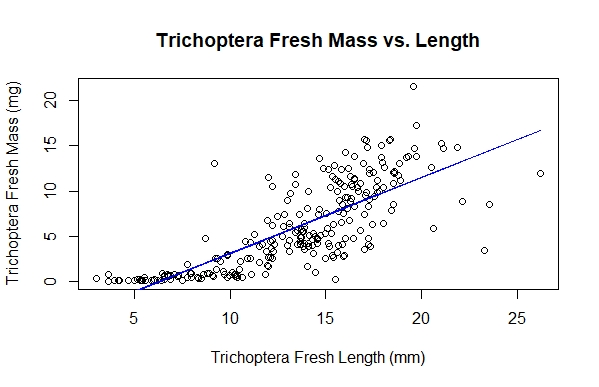 Trichoptera Fresh Mass vs. Length
Trichoptera Fresh Mass (mg)
20
15
10
5
0
5 10 15 20 25
Trichoptera Fresh Length (mm)